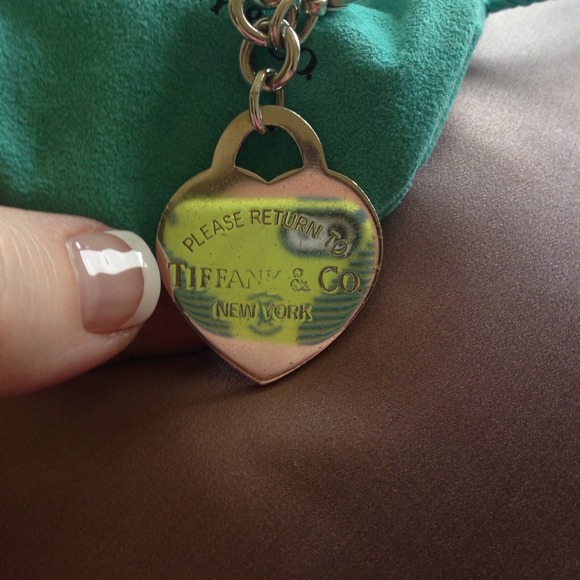 PLEASE RETURN TO
TIFFANY & CO.
NEW YORK